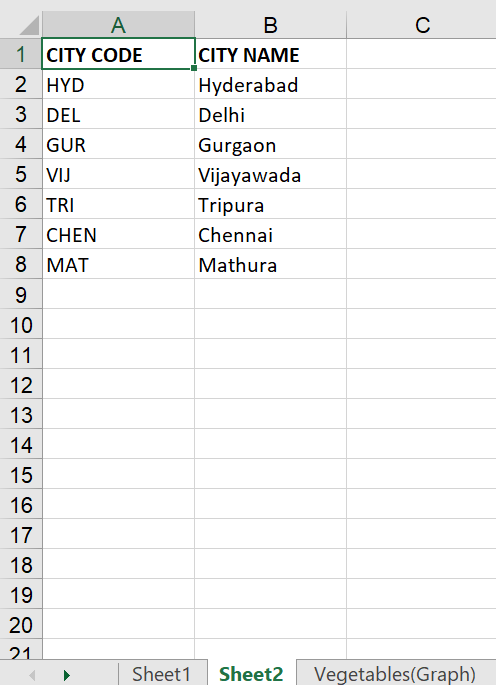 A B C
1 CITY CODE CITY NAME
2 HYD Hyderabad
3 DEL Delhi
4 GUR Gurgaon
5 VIJ Vijayawada
6 TRI Tripura
7 CHEN Chennai
8 MAT Mathura
9
10
11
12
13
14
15
16
17
18
19
20
21
Sheet1 Sheet2 Vegetables(Graph)